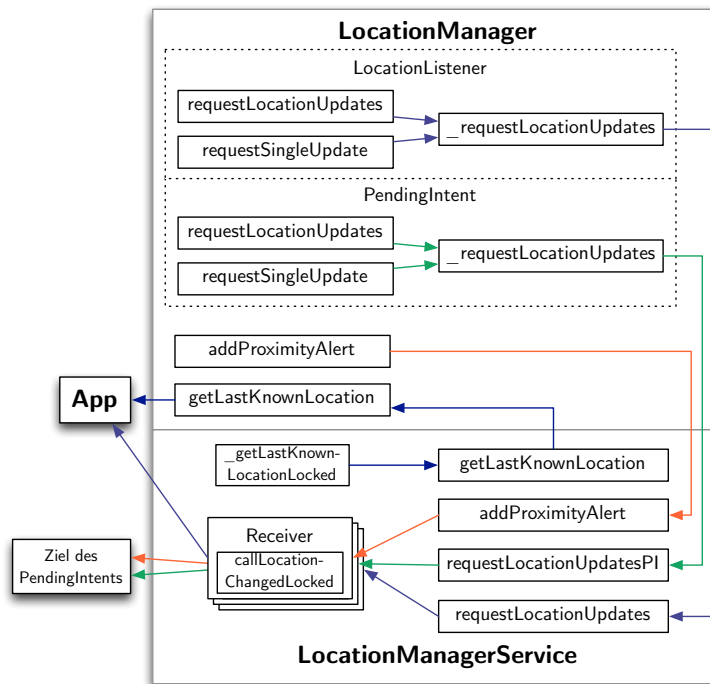 LocationManager
LocationListener
requestLocationUpdates
_requestLocationUpdates
requestSingleUpdate
PendingIntent
requestLocationUpdates
_requestLocationUpdates
requestSingleUpdate
addProximityAlert
App
getLastKnownLocation
_getLastKnown-
LocationLocked
getLastKnownLocation
addProximityAlert
Receiver
callLocation-
ChangedLocked
Ziel des
PendingIntents
requestLocationUpdatesPI
requestLocationUpdates
LocationManagerService